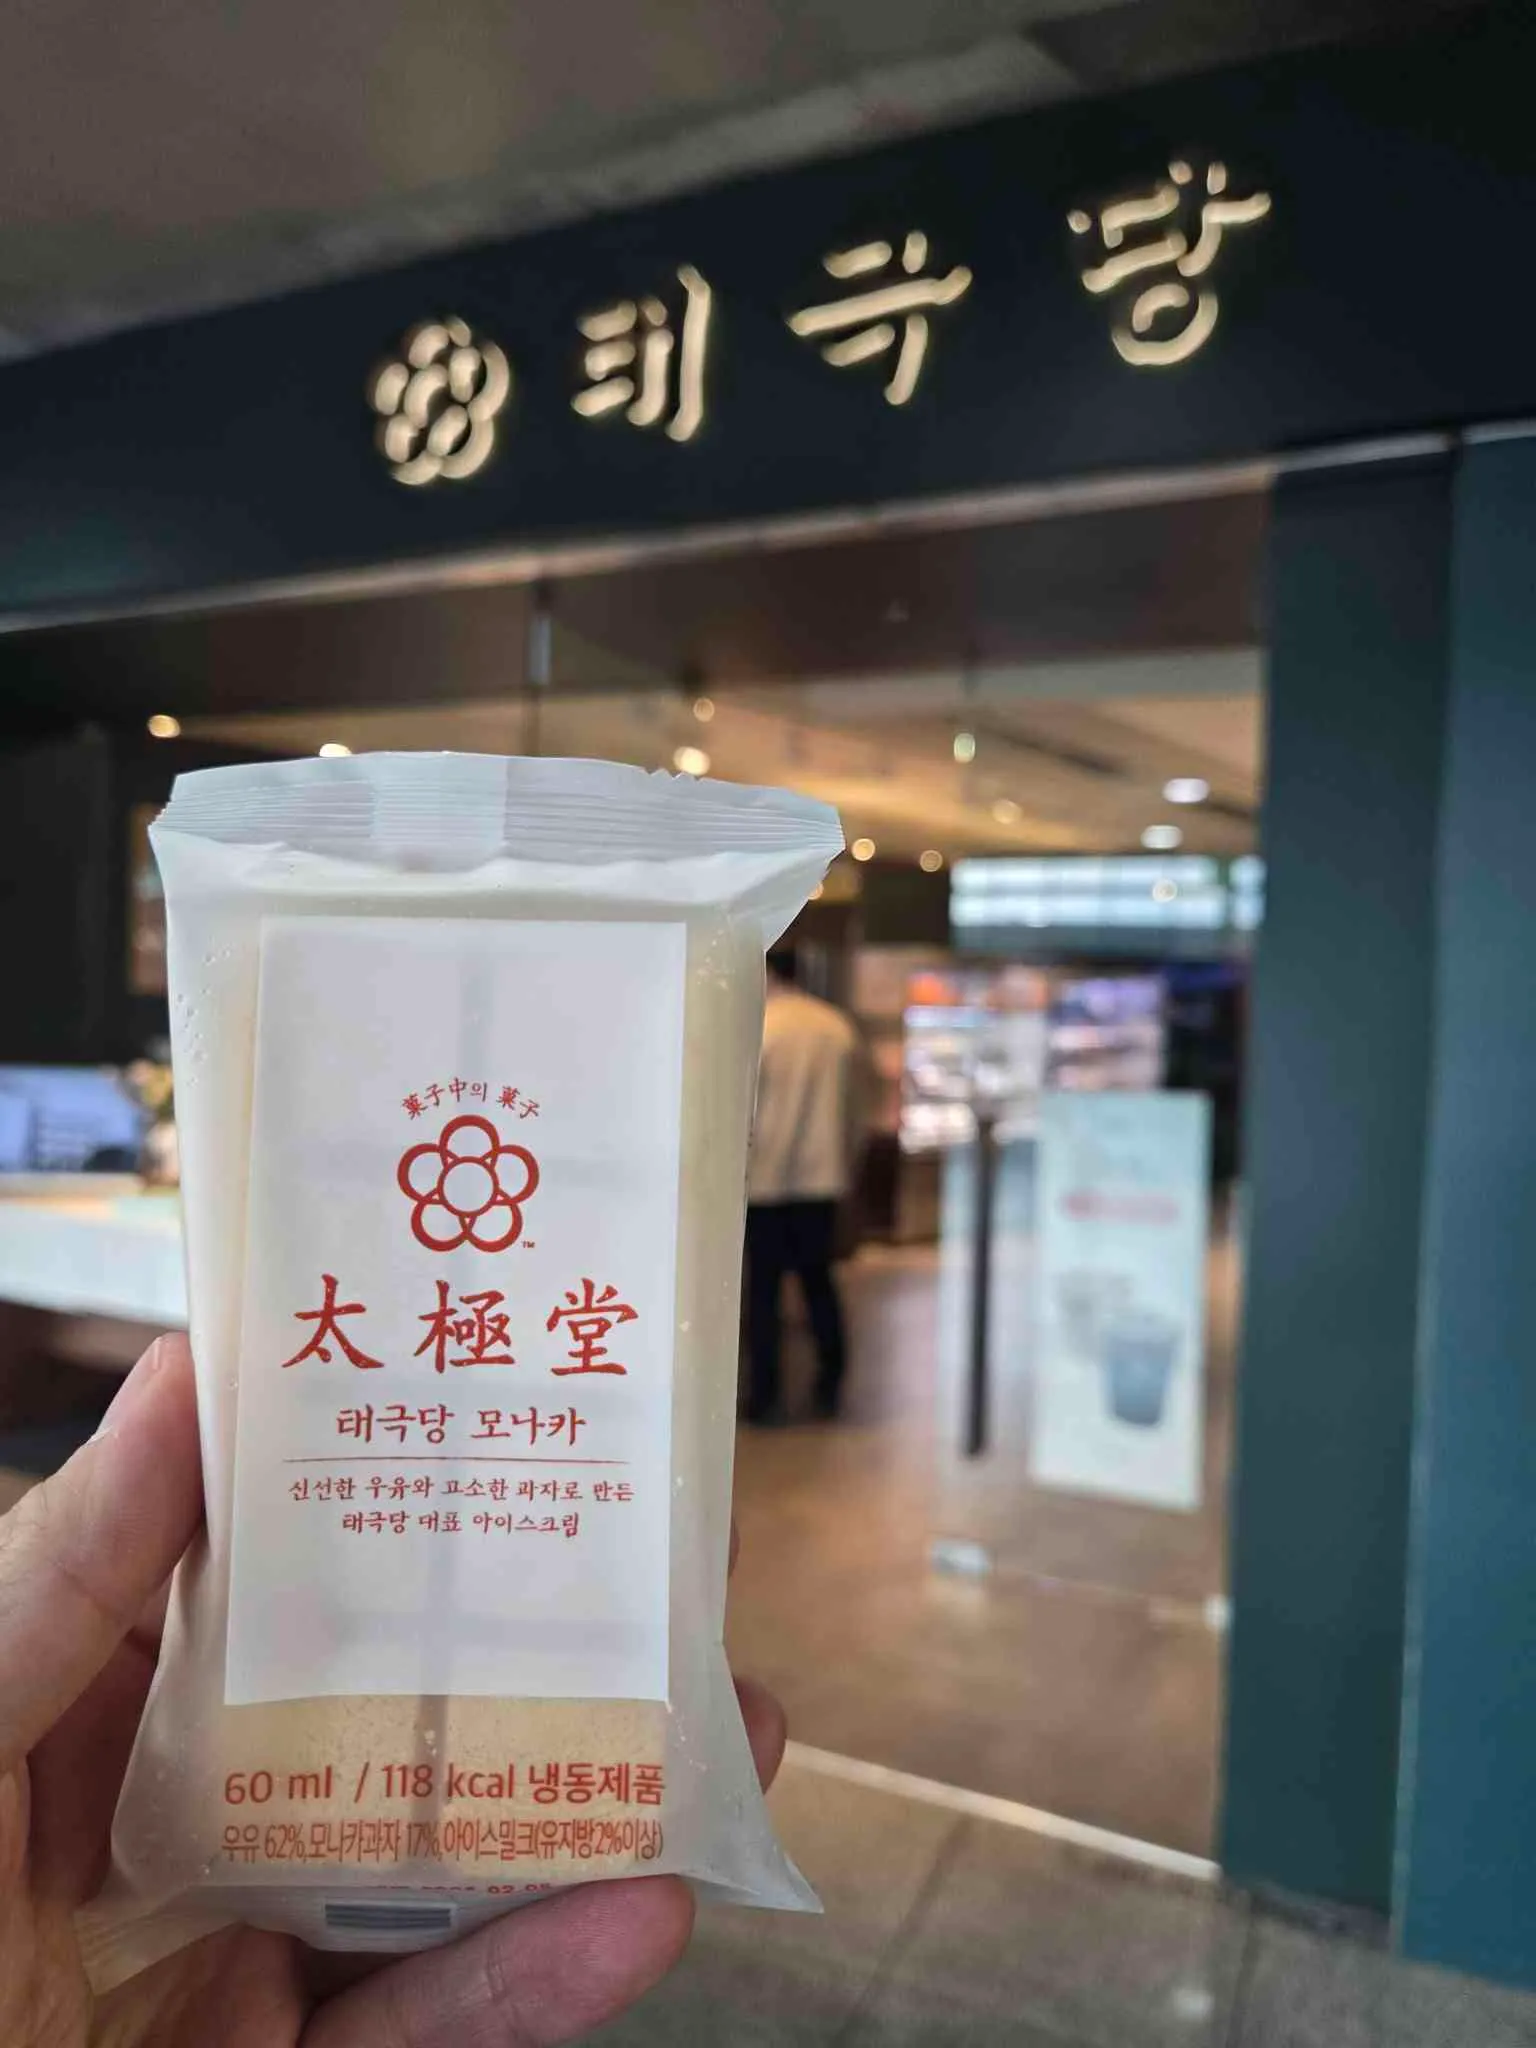 태극당
菓子中의 菓子
TM
太極堂
태극당 모나카
신선한 우유와 고소한 과자로 만든
태극당 대표 아이스크림
60 ml / 118 kcal 냉동제품
우유 62%,모나카과자 17%,아이스밀크(유지방2%이상)